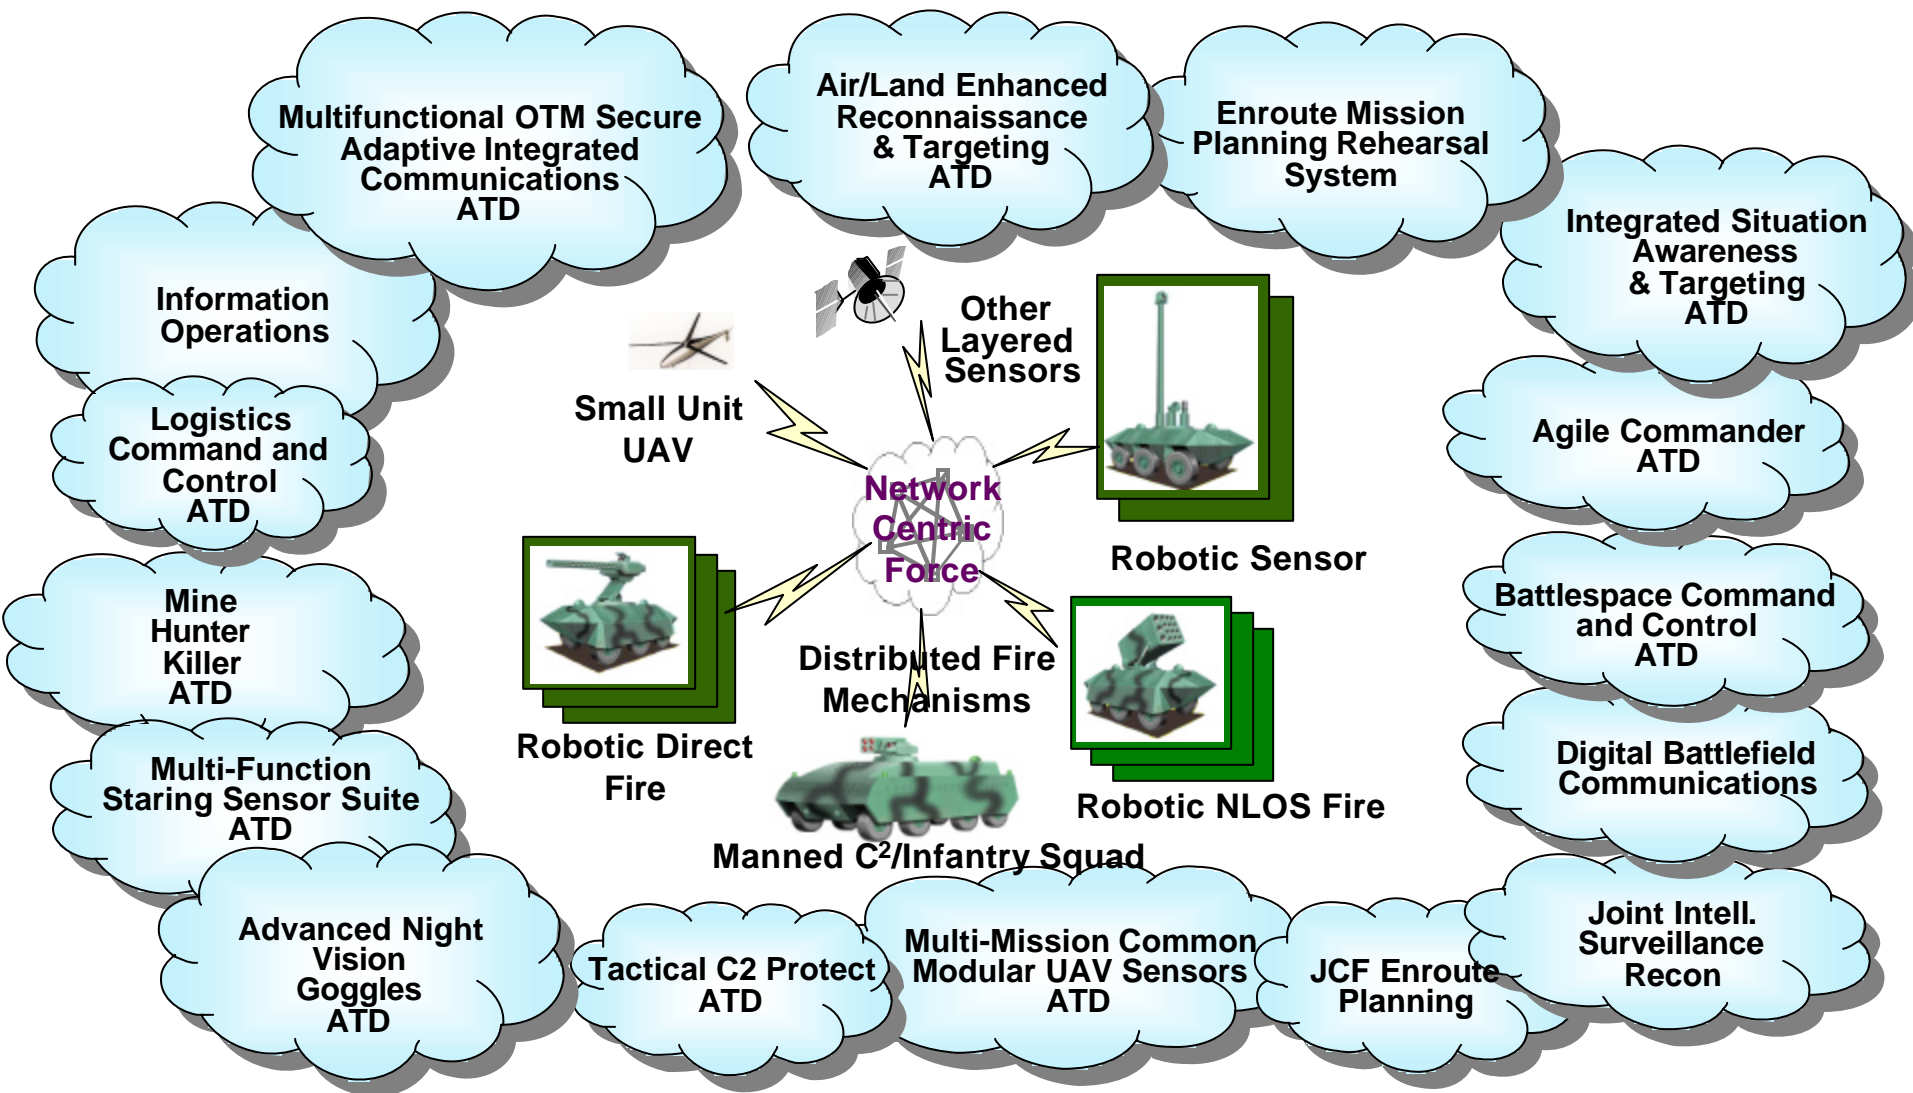 Multifunctional OTM Secure
Adaptive Integrated
Communications
ATD
Air/Land Enhanced
Reconnaissance
& Targeting
ATD
Enroute Mission
Planning Rehearsal
System
Integrated Situation
Awareness
& Targeting
ATD
Information
Operations
Logistics
Command and
Control
ATD
Mine
Hunter
Killer
ATD
Multi-Function
Staring Sensor Suite
ATD
Advanced Night
Vision
Goggles
ATD
Small Unit
UAV
Other
Layered
Sensors
Network
Centric
Force
Robotic Sensor
Distributed Fire
Mechanisms
Robotic Direct
Fire
Robotic NLOS Fire
Manned C²/Infantry Squad
Agile Commander
ATD
Battlespace Command
and Control
ATD
Digital Battlefield
Communications
Joint Intell.
Surveillance
Recon
JCF Enroute
Planning
Multi-Mission Common
Modular UAV Sensors
ATD
Tactical C2 Protect
ATD